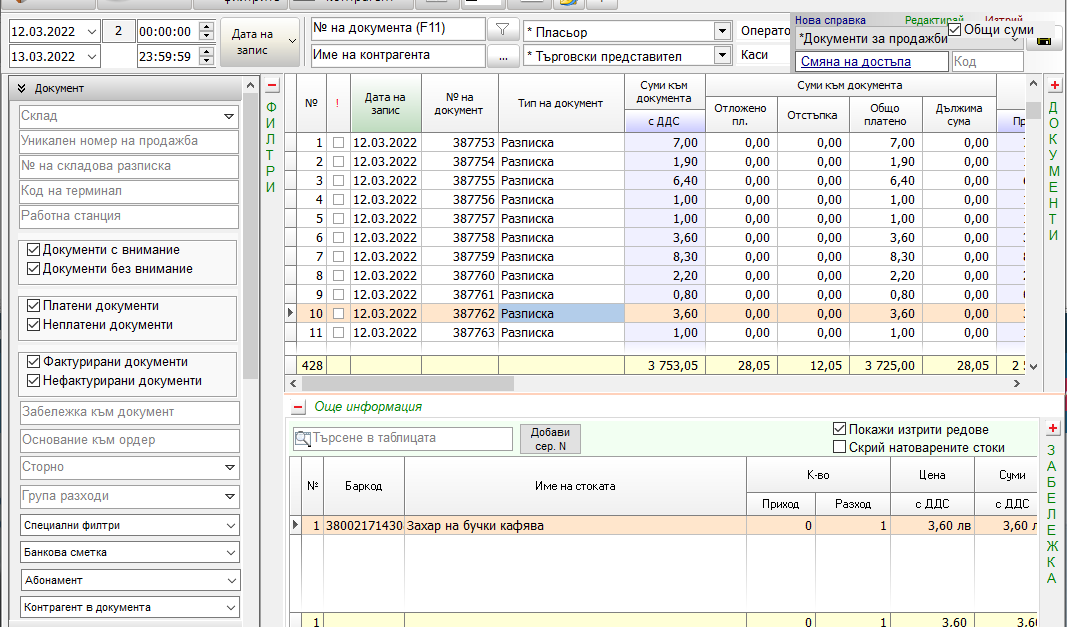 12.03.2022 2 00:00:00
13.03.2022 23:59:59
Дата на
запис
№ на документа (F11)
Име на контрагента ...
* Пласьор
* Търговски представител
Операто
Каси
Нова справка Редактирай Изтрий
*Документи за продажби
Общи суми
Смяна на достъпа Код
Документ
Склад
Уникален номер на продажба
№ на складова разписка
Код на терминал
Работна станция
Документи с внимание
Документи без внимание
Платени документи
Неплатени документи
Фактурирани документи
Нефактурирани документи
Забележка към документ
Основание към ордер
Сторно
Група разходи
Специални филтри
Банкова сметка
Абонамент
Контрагент в документа
ФИЛТРИ
№ ! Дата на запис № на документ Тип на документ Суми към документа с ДДС
Суми към документа
Отложено пл. Отстъпка Общо платено Дължима сума Пр
1 12.03.2022 387753 Разписка 7,00 0,00 0,00 7,00 0,00
2 12.03.2022 387754 Разписка 1,90 0,00 0,00 1,90 0,00
3 12.03.2022 387755 Разписка 6,40 0,00 0,00 6,40 0,00
4 12.03.2022 387756 Разписка 1,00 0,00 0,00 1,00 0,00
5 12.03.2022 387757 Разписка 1,00 0,00 0,00 1,00 0,00
6 12.03.2022 387758 Разписка 3,60 0,00 0,00 3,60 0,00
7 12.03.2022 387759 Разписка 8,30 0,00 0,00 8,30 0,00
8 12.03.2022 387760 Разписка 2,20 0,00 0,00 2,20 0,00
9 12.03.2022 387761 Разписка 0,80 0,00 0,00 0,80 0,00
10 12.03.2022 387762 Разписка 3,60 0,00 0,00 3,60 0,00
11 12.03.2022 387763 Разписка 1,00 0,00 0,00 1,00 0,00
428 3 753,05 28,05 12,05 3 725,00 28,05
ДОКУМЕНТИ
Още информация
Търсене в таблицата
Добави
сер. N
Покажи изтрити редове
Скрий натоварените стоки
№ Баркод Име на стоката К-во Цена Суми
Приход Разход с ДДС с ДДС
1 38002171430 Захар на бучки кафява 0 1 3,60 лв 3,60
1 0 1 3,60 3,60
ЗАБЕЛЕЖКА